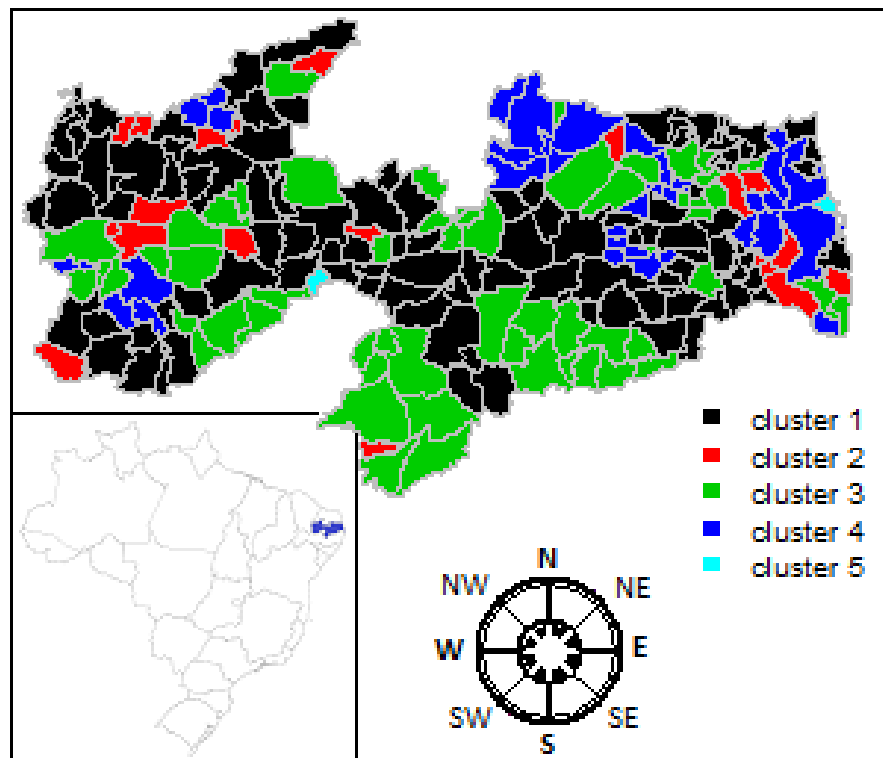 cluster 1
cluster 2
cluster 3
cluster 4
cluster 5
N
NW NE
W E
SW SE
S